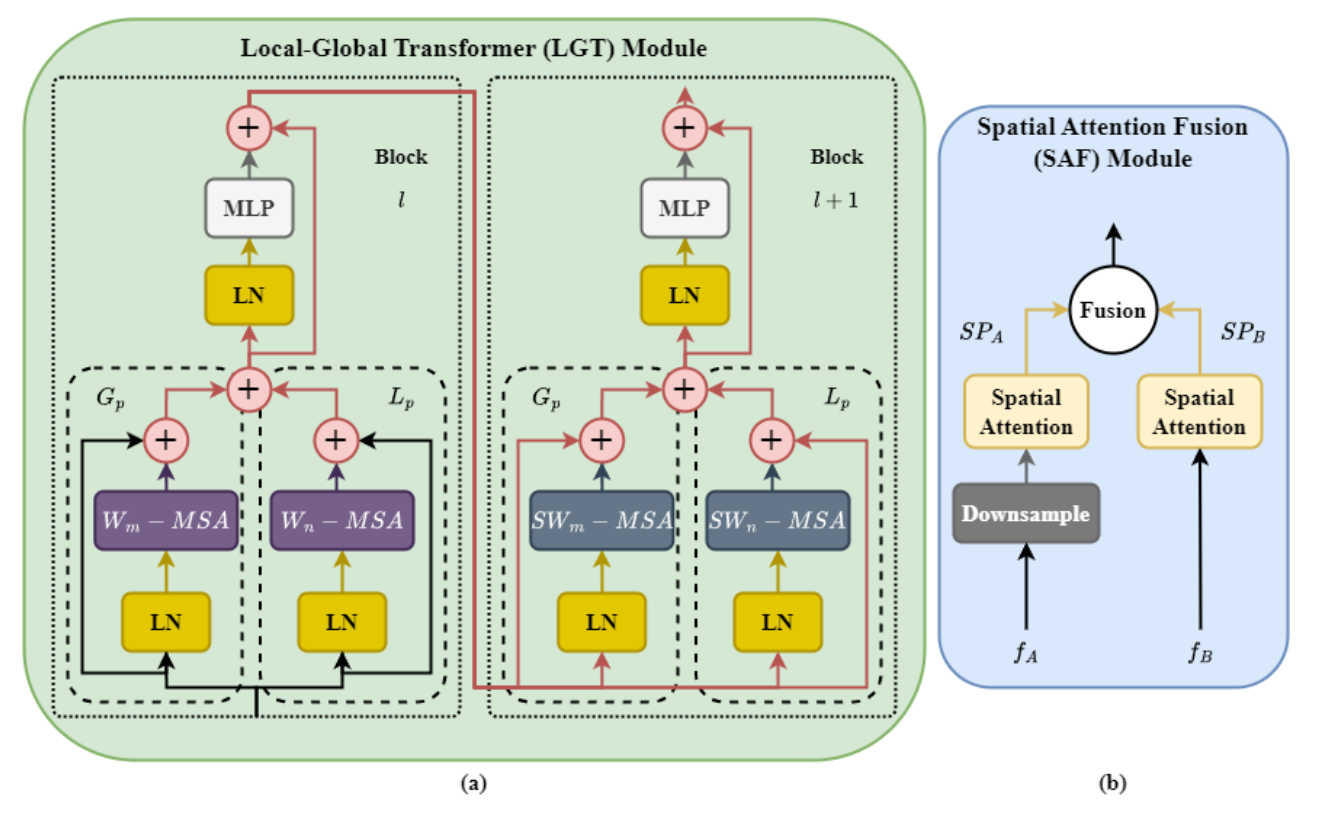 Local-Global Transformer (LGT) Module
+
Block
l
MLP
LN
+
G_p
L_p
+
+
W_m − MSA
W_n − MSA
LN
LN
+
Block
l + 1
MLP
LN
+
G_p
L_p
+
+
SW_m − MSA
SW_n − MSA
LN
LN
(a)
Spatial Attention Fusion
(SAF) Module
Fusion
SP_A
SP_B
Spatial
Attention
Spatial
Attention
Downsample
f_A
f_B
(b)